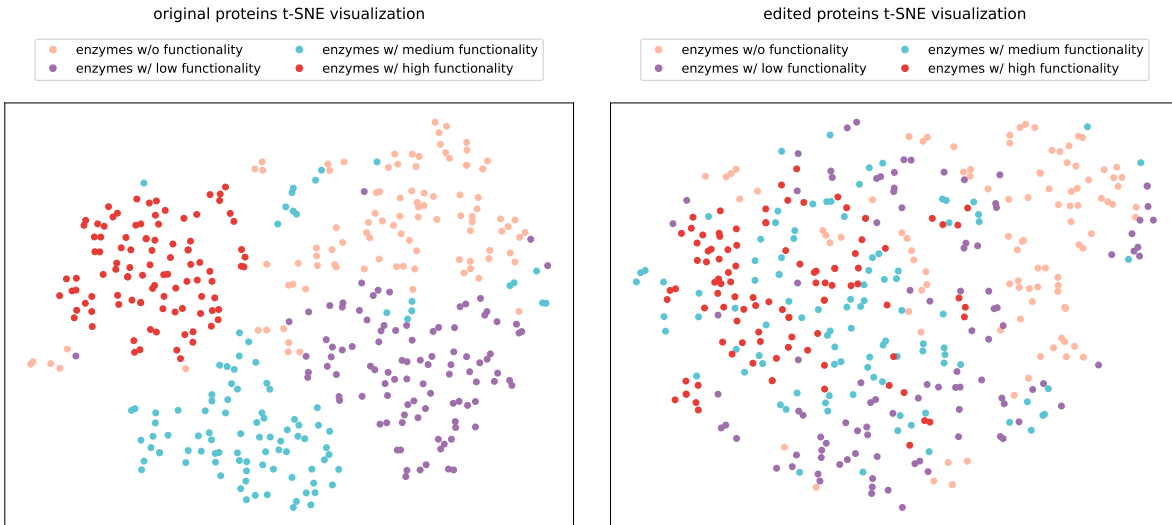 original proteins t-SNE visualization
enzymes w/o functionality
enzymes w/ medium functionality
enzymes w/ low functionality
enzymes w/ high functionality
edited proteins t-SNE visualization
enzymes w/o functionality
enzymes w/ medium functionality
enzymes w/ low functionality
enzymes w/ high functionality